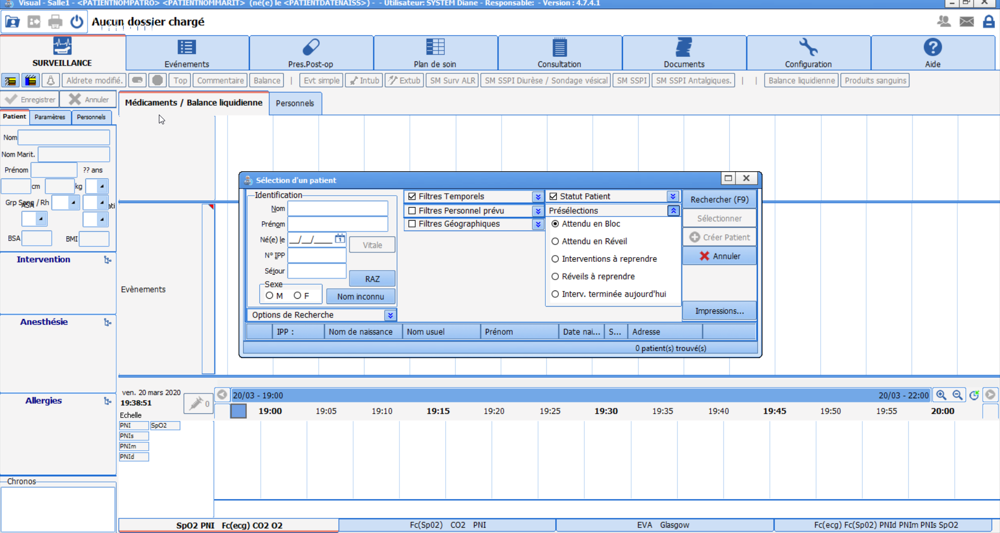 Visual - Salle1 - <PATIENTNOMPATRO> <PATIENTNOMMARIT> (né(e) le <PATIENTDATENAISS>) - - Utilisateur: SYSTEM Diane - Responsable: - Version : 4.7.4.1
Aucun dossier chargé
SURVEILLANCE
Evénements
Pres.Post-op
Plan de soin
Consultation
Documents
Configuration
Aide
Aldrete modifié.
Top
Commentaire
Balance
|
Evt simple
Intub
Extub
SM Surv ALR
SM SSPI Diurèse / Sondage vésical
SM SSPI
SM SSPI Antalgiques.
|
|
Balance liquidienne
Produits sanguins
Enregistrer
Annuler
Médicaments / Balance liquidienne
Personnels
Patient
Paramètres
Personnels
Nom
Nom Marit.
Prénom
?? ans
cm
kg
Grp Sang / Rh
ASA
ati
BSA
BMI
Intervention
Anesthésie
Allergies
Chronos
Evènements
Sélection d'un patient
Identification
Nom
Prénom
Né(e) le
__/__/____
1
N° IPP
Vitale
Séjour
RAZ
Sexe
M
F
Nom inconnu
Options de Recherche
Filtres Temporels
Filtres Personnel prévu
Filtres Géographiques
Statut Patient
Présélections
Attendu en Bloc
Attendu en Réveil
Interventions à reprendre
Réveils à reprendre
Interv. terminée aujourd'hui
Rechercher (F9)
Sélectionner
Créer Patient
Annuler
Impressions...
IPP :
Nom de naissance
Nom usuel
Prénom
Date nai...
S...
Adresse
0 patient(s) trouvé(s)
ven. 20 mars 2020
19:38:51
Echelle
0
20/03 - 19:00
20/03 - 22:00
19:00
19:05
19:10
19:15
19:20
19:25
19:30
19:35
19:40
19:45
19:50
19:55
20:00
PNI
SpO2
PNIs
PNIm
PNId
SpO2 PNI Fc(ecg) CO2 O2
Fc(Sp02) CO2 PNI
EVA Glasgow
Fc(ecg) Fc(Sp02) PNId PNIm PNIs SpO2